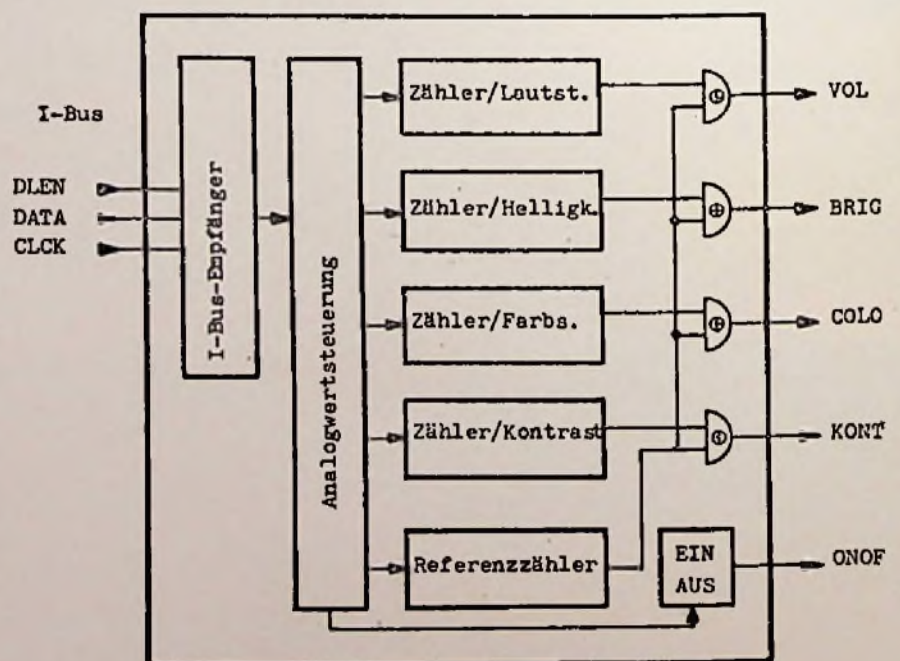 I-Bus
DLEN
DATA
CLCK
I-Bus-Empfänger
Analogwertsteuerung
Zähler/Lautst.
Zähler/Helligk.
Zähler/Farbs.
Zähler/Kontrast
Referenzzähler
EIN
AUS
VOL
BRIG
COLO
KONT
ONOF